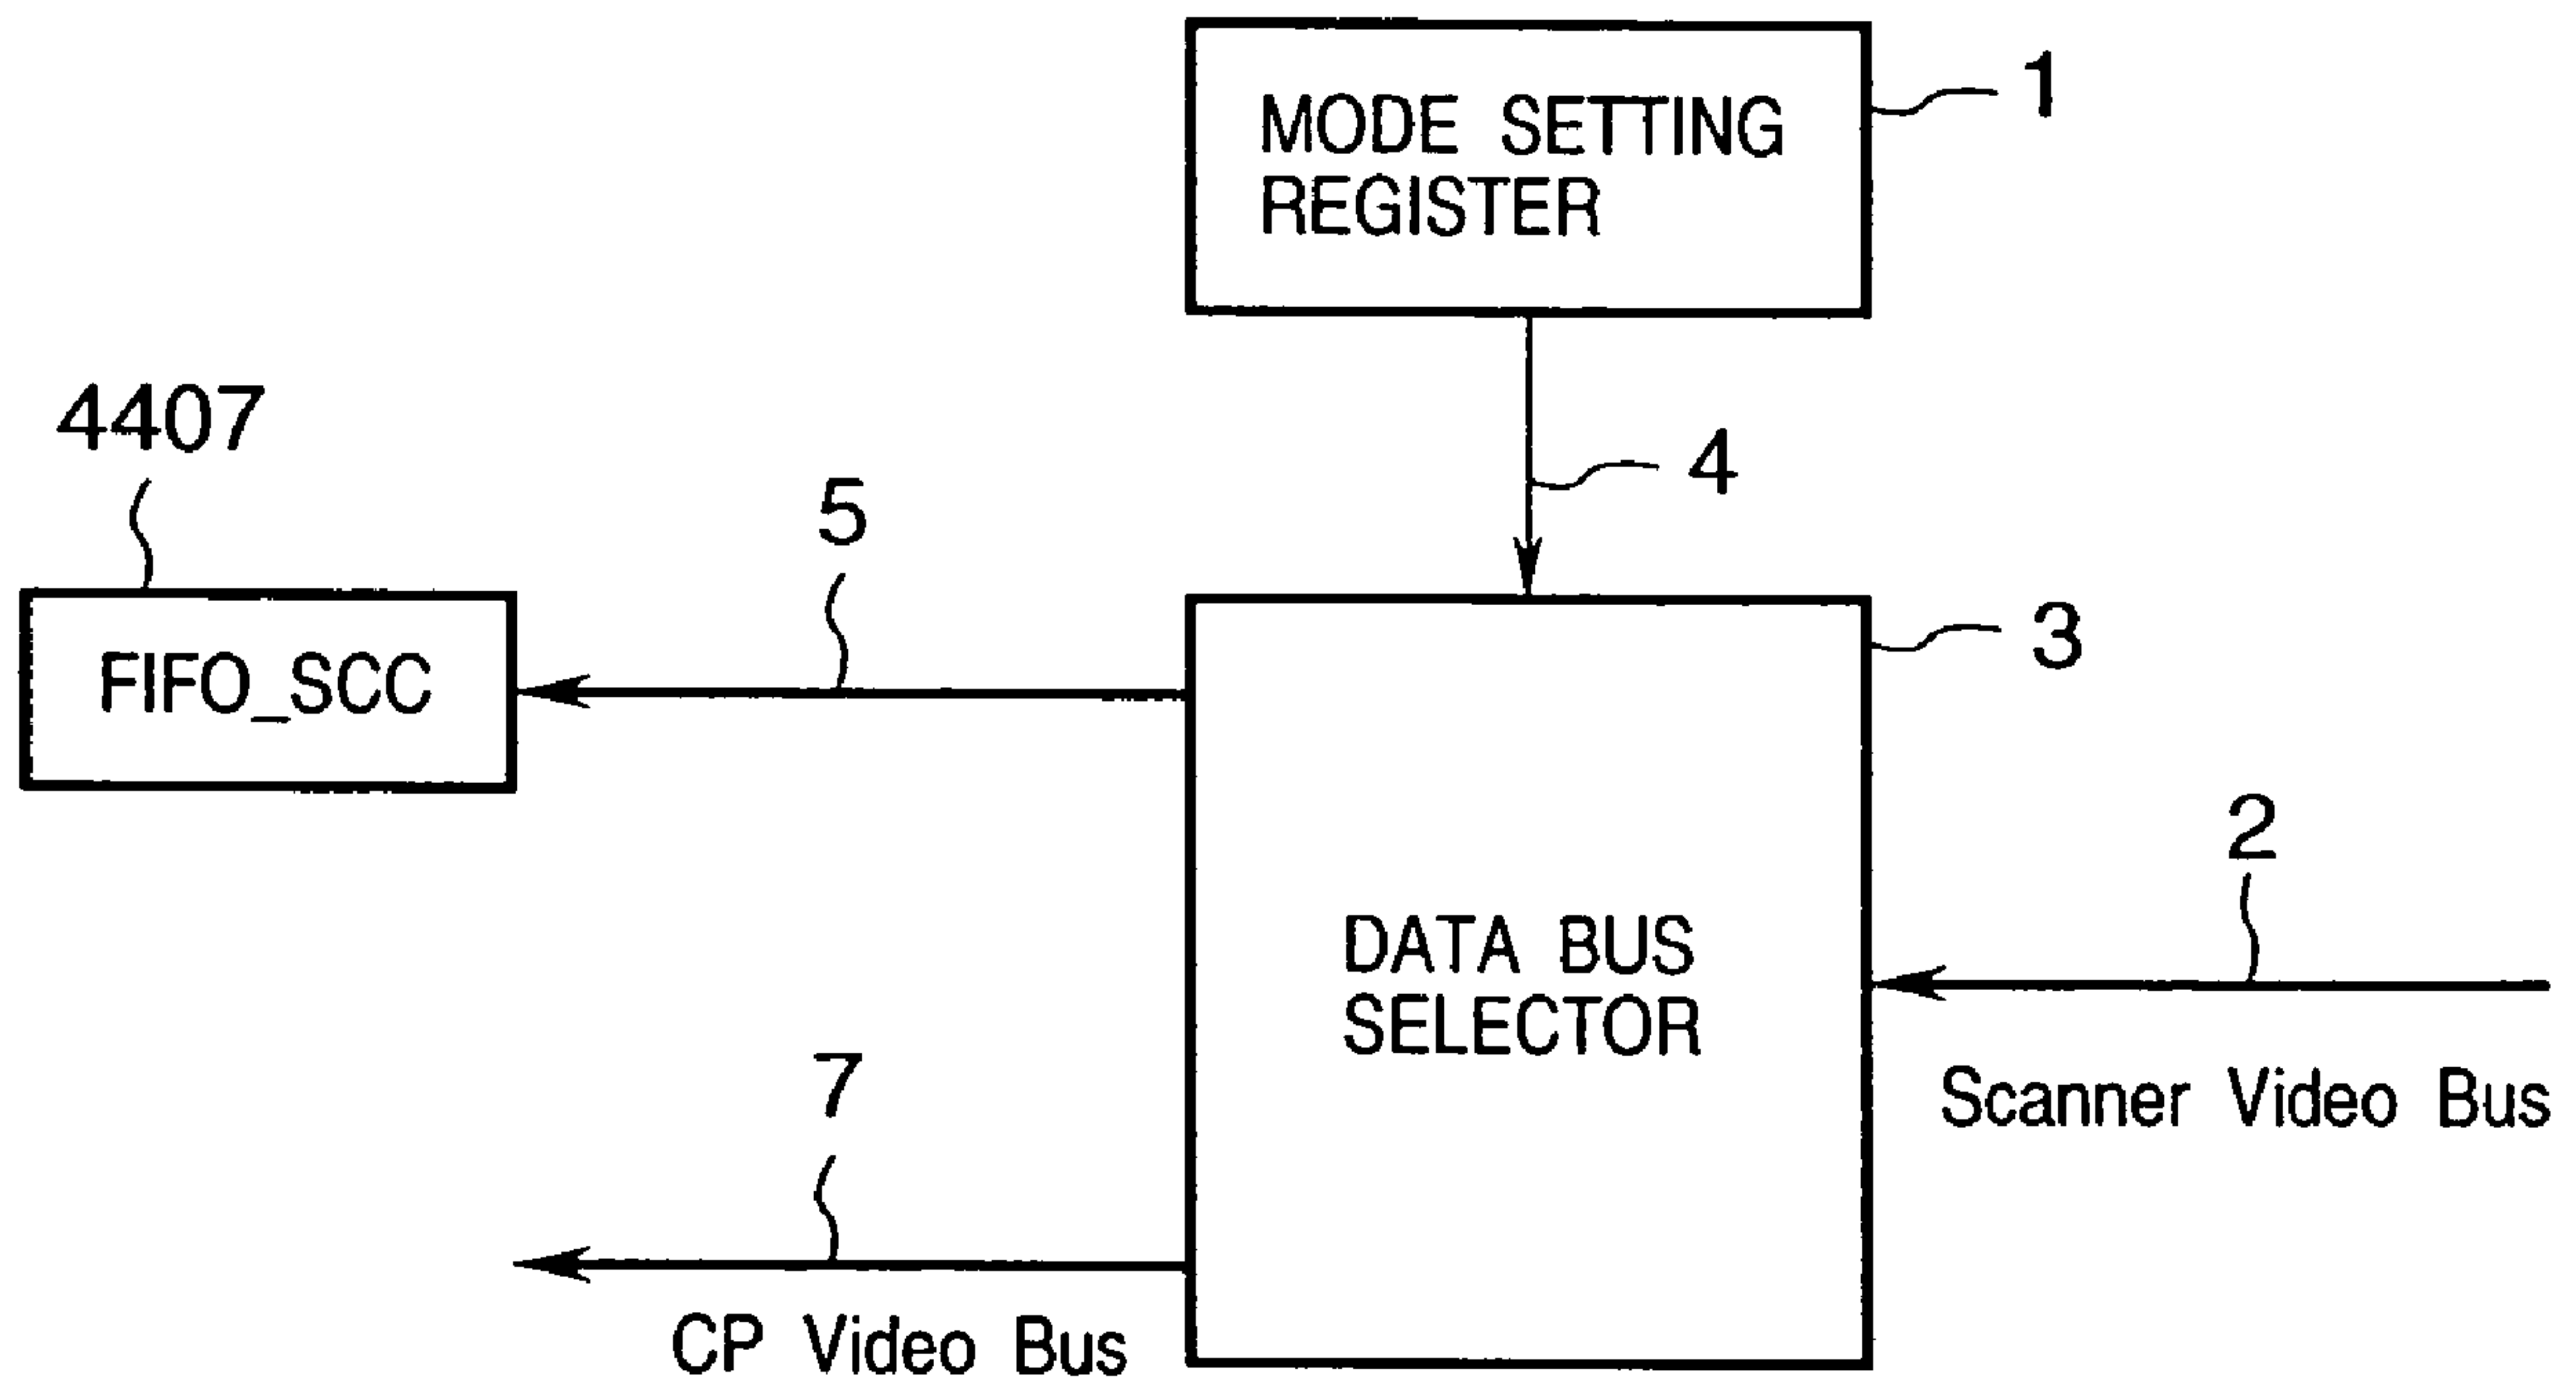 MODE SETTING
REGISTER
1
4407
4
5
3
FIFO_SCC
2
DATA BUS
SELECTOR
7
Scanner Video Bus
CP Video Bus